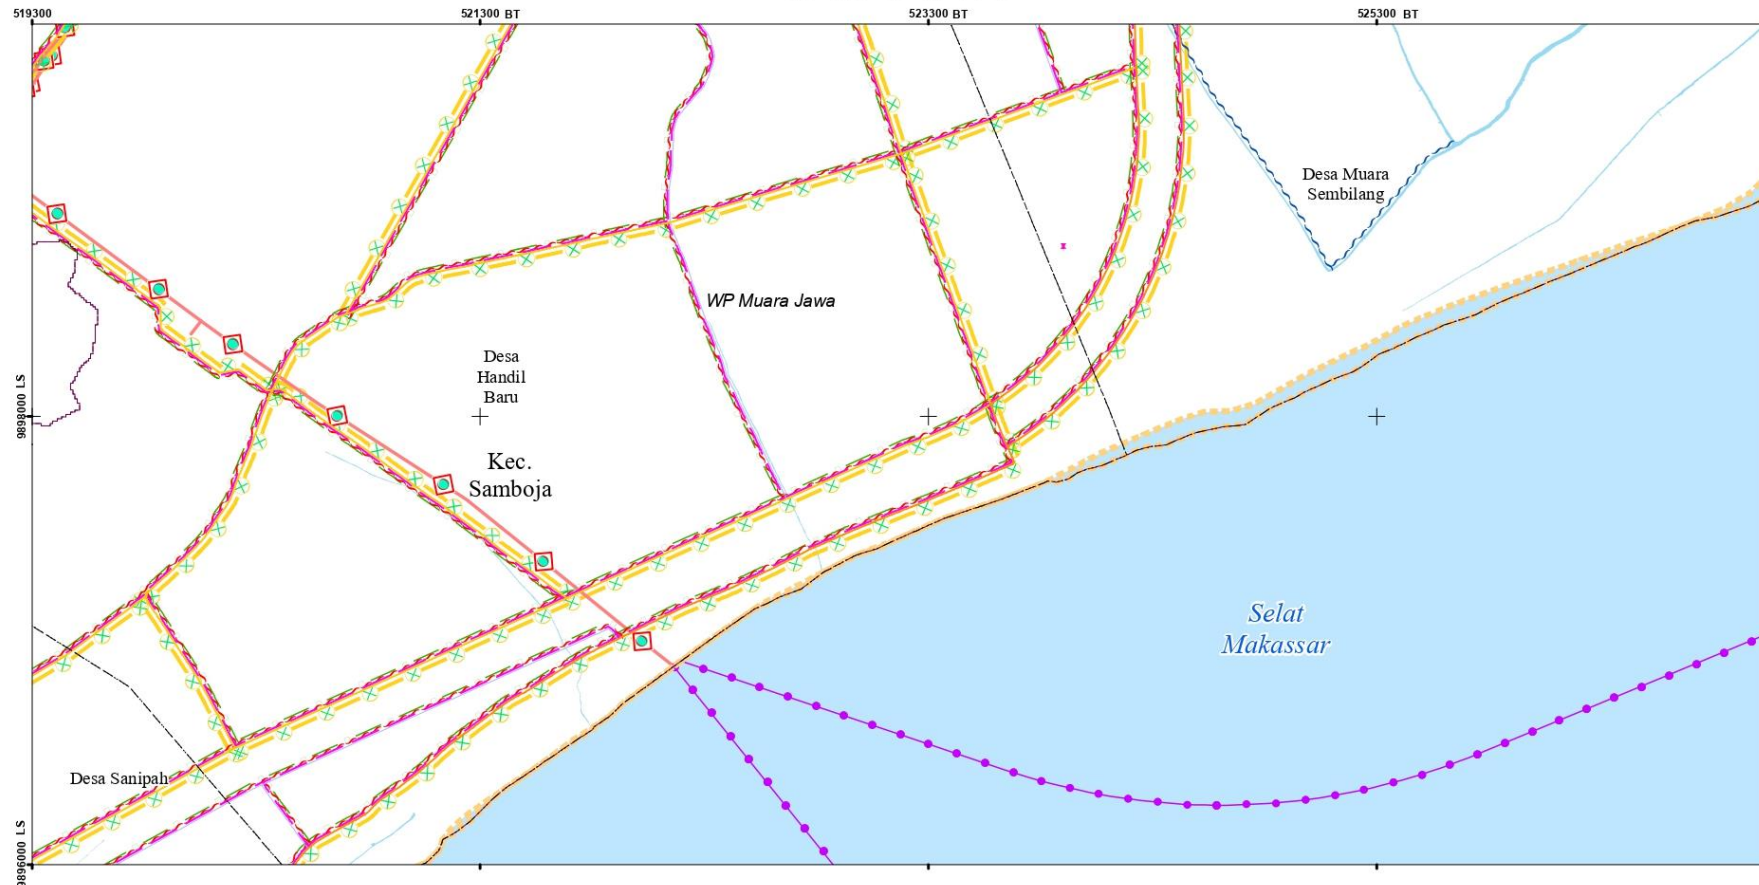 519300
521300 BT
523300 BT
525300 BT
Desa Muara
Sembilang
WP Muara Jawa
Desa
Handil
Baru
9898000 LS
Kec.
Samboja
Selat
Makassar
Desa Sanipah
9896000 LS